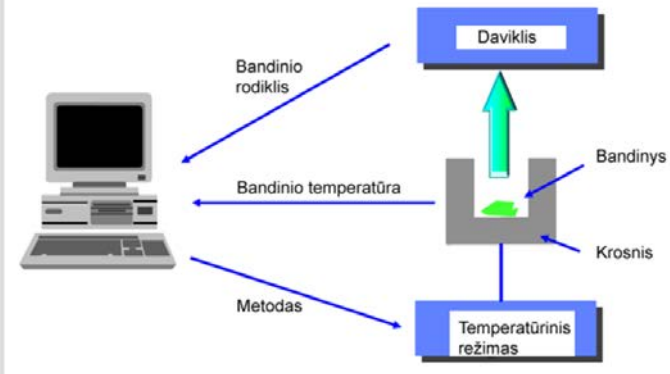 Daviklis
Bandinio
rodiklis
Bandinys
Bandinio temperatūra
Krosnis
Metodas
Temperatūrinis
režimas